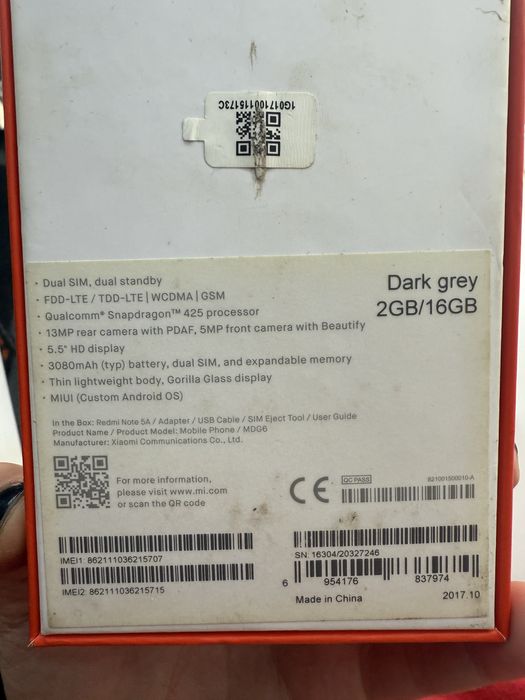 1G0171001151173C
· Dual SIM, dual standby
· FDD-LTE / TDD-LTE | WCDMA | GSM
· Qualcomm® Snapdragon™ 425 processor
· 13MP rear camera with PDAF, 5MP front camera with Beautify
· 5.5" HD display
· 3080mAh (typ) battery, dual SIM, and expandable memory
· Thin lightweight body, Gorilla Glass display
· MIUI (Custom Android OS)
Dark grey
2GB/16GB
In the Box: Redmi Note 5A / Adapter / USB Cable / SIM Eject Tool / User Guide
Product Name / Product Model: Mobile Phone / MDG6
Manufacturer: Xiaomi Communications Co., Ltd.
For more information,
please visit www.mi.com
or scan the QR code
CE
QC PASS
821001500010-A
IMEI1: 862111036215707
IMEI2: 862111036215715
SN: 16304/20327246
6 954176 837974
Made in China
2017.10